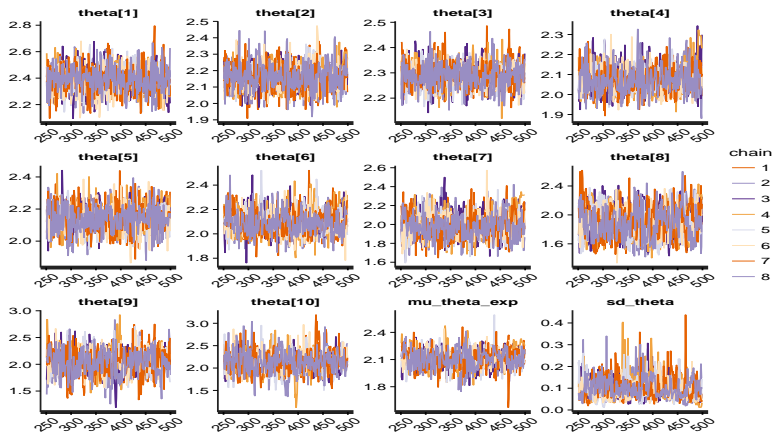 theta[1] theta[2] theta[3] theta[4]
2.8 2.6 2.4 2.2
2.5 2.4 2.3 2.2 2.1 2.0 1.9
2.5 2.4 2.3 2.2
2.3 2.2 2.1 2.0 1.9
250 300 350 400 450 500
250 300 350 400 450 500
250 300 350 400 450 500
250 300 350 400 450 500
theta[5] theta[6] theta[7] theta[8]
2.4 2.2 2.0
2.4 2.2 2.0 1.8
2.6 2.4 2.2 2.0 1.8 1.6
2.4 2.0 1.6
250 300 350 400 450 500
250 300 350 400 450 500
250 300 350 400 450 500
250 300 350 400 450 500
theta[9] theta[10] mu_theta_exp sd_theta
3.0 2.5 2.0 1.5
3.0 2.5 2.0 1.5
2.4 2.1 1.8
0.4 0.3 0.2 0.1 0.0
250 300 350 400 450 500
250 300 350 400 450 500
250 300 350 400 450 500
250 300 350 400 450 500
chain
1
2
3
4
5
6
7
8